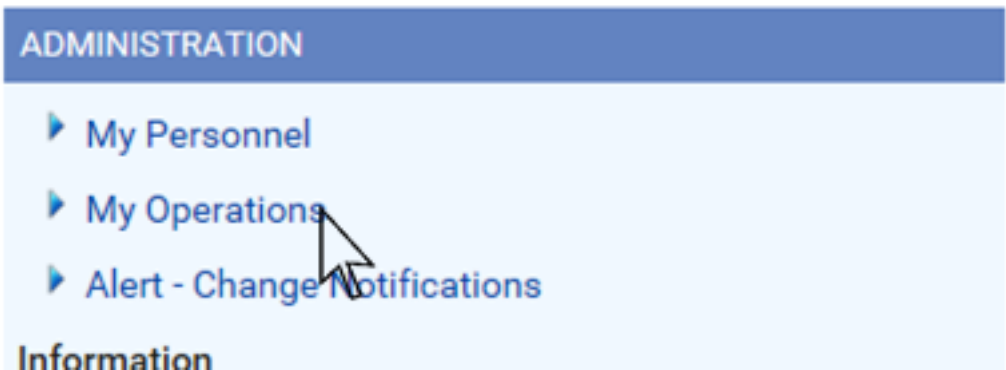 ADMINISTRATION
My Personnel
My Operations
Alert - Change Notifications
Information